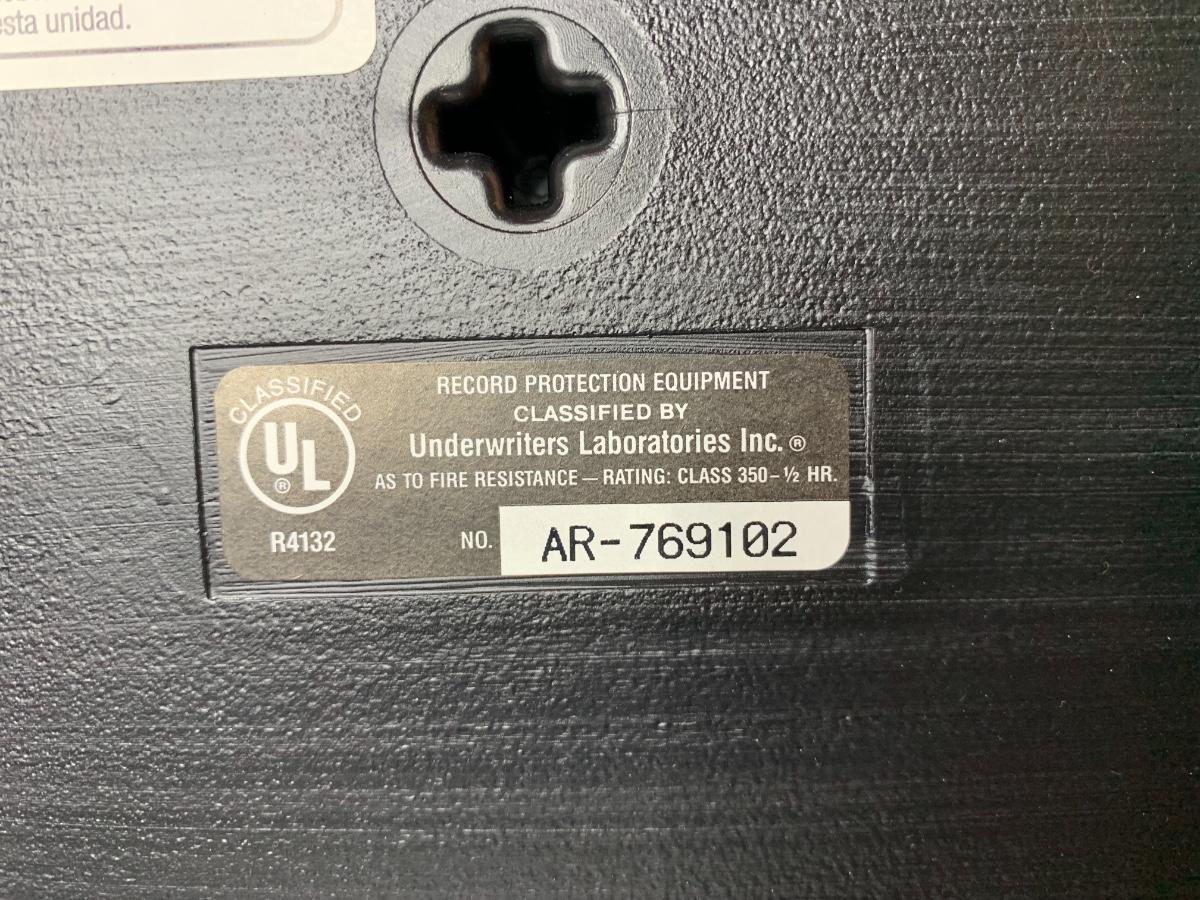 esta unidad.
CLASSIFIED
UL
®
R4132
RECORD PROTECTION EQUIPMENT
CLASSIFIED BY
Underwriters Laboratories Inc.®
AS TO FIRE RESISTANCE — RATING: CLASS 350-½ HR.
NO. AR-769102